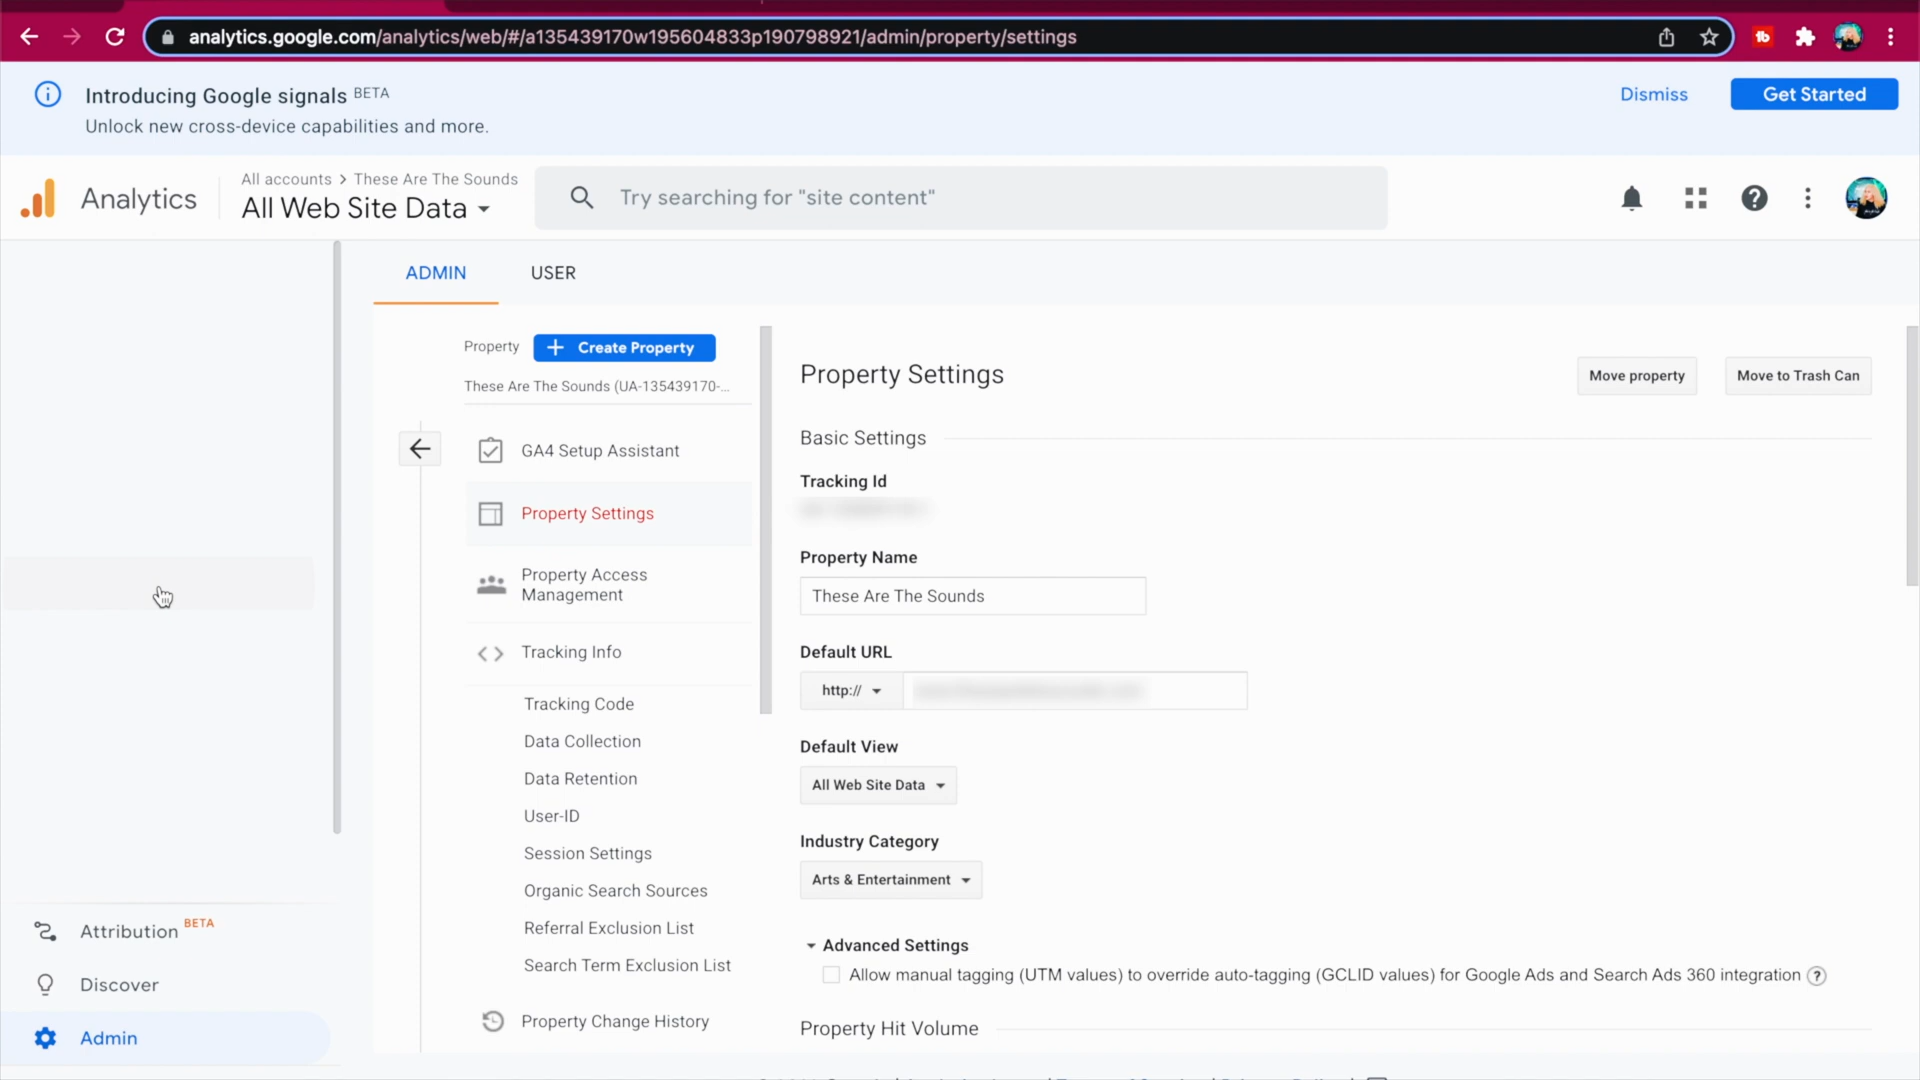 analytics.google.com/analytics/web/#/a135439170w195604833p190798921/admin/property/settings
Introducing Google signals BETA
Unlock new cross-device capabilities and more.
Dismiss
Get Started
Analytics
All accounts > These Are The Sounds
All Web Site Data
Try searching for "site content"
ADMIN
USER
Property
+ Create Property
These Are The Sounds (UA-135439170-...
GA4 Setup Assistant
Property Settings
Property Access
Management
Tracking Info
Tracking Code
Data Collection
Data Retention
User-ID
Session Settings
Organic Search Sources
Referral Exclusion List
Search Term Exclusion List
Property Change History
Property Settings
Move property
Move to Trash Can
Basic Settings
Tracking Id
Property Name
These Are The Sounds
Default URL
http://
Default View
All Web Site Data
Industry Category
Arts & Entertainment
Advanced Settings
Allow manual tagging (UTM values) to override auto-tagging (GCLID values) for Google Ads and Search Ads 360 integration
Property Hit Volume
Attribution BETA
Discover
Admin